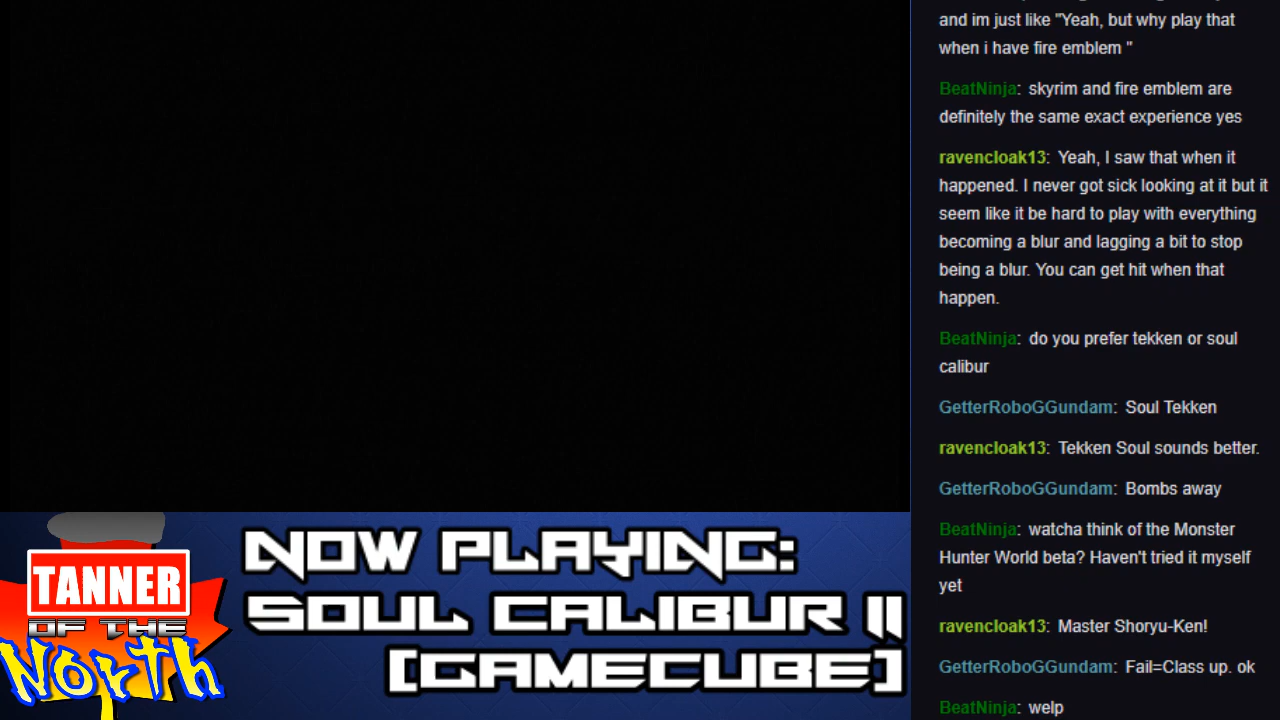 and im just like "Yeah, but why play that
when i have fire emblem "
BeatNinja: skyrim and fire emblem are
definitely the same exact experience yes
ravencloak13: Yeah, I saw that when it
happened. I never got sick looking at it but it
seem like it be hard to play with everything
becoming a blur and lagging a bit to stop
being a blur. You can get hit when that
happen.
BeatNinja: do you prefer tekken or soul
calibur
GetterRoboGGundam: Soul Tekken
ravencloak13: Tekken Soul sounds better.
GetterRoboGGundam: Bombs away
BeatNinja: watcha think of the Monster
Hunter World beta? Haven't tried it myself
yet
ravencloak13: Master Shoryu-Ken!
GetterRoboGGundam: Fail=Class up. ok
BeatNinja: welp
TANNER
OF THE
North
NOW PLAYING:
SOUL CALIBUR II
[GAMECUBE]